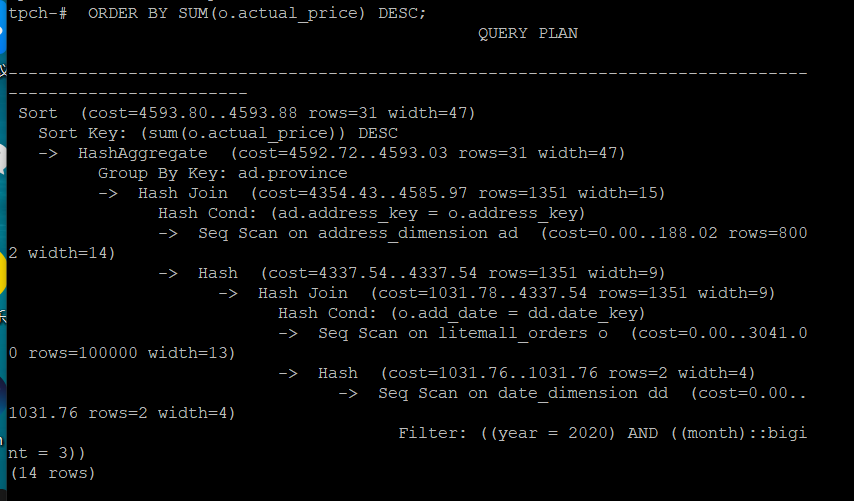 tpch-#  ORDER BY SUM(o.actual_price) DESC;
QUERY PLAN
--------------------------------------------------------------------------------
------------------------
 Sort  (cost=4593.80..4593.88 rows=31 width=47)
   Sort Key: (sum(o.actual_price)) DESC
   ->  HashAggregate  (cost=4592.72..4593.03 rows=31 width=47)
         Group By Key: ad.province
         ->  Hash Join  (cost=4354.43..4585.97 rows=1351 width=15)
               Hash Cond: (ad.address_key = o.address_key)
               ->  Seq Scan on address_dimension ad  (cost=0.00..188.02 rows=800
2 width=14)
               ->  Hash  (cost=4337.54..4337.54 rows=1351 width=9)
                     ->  Hash Join  (cost=1031.78..4337.54 rows=1351 width=9)
                           Hash Cond: (o.add_date = dd.date_key)
                           ->  Seq Scan on litemall_orders o  (cost=0.00..3041.0
0 rows=100000 width=13)
                           ->  Hash  (cost=1031.76..1031.76 rows=2 width=4)
                                 ->  Seq Scan on date_dimension dd  (cost=0.00..
1031.76 rows=2 width=4)
                                       Filter: ((year = 2020) AND ((month)::bigi
nt = 3))
(14 rows)